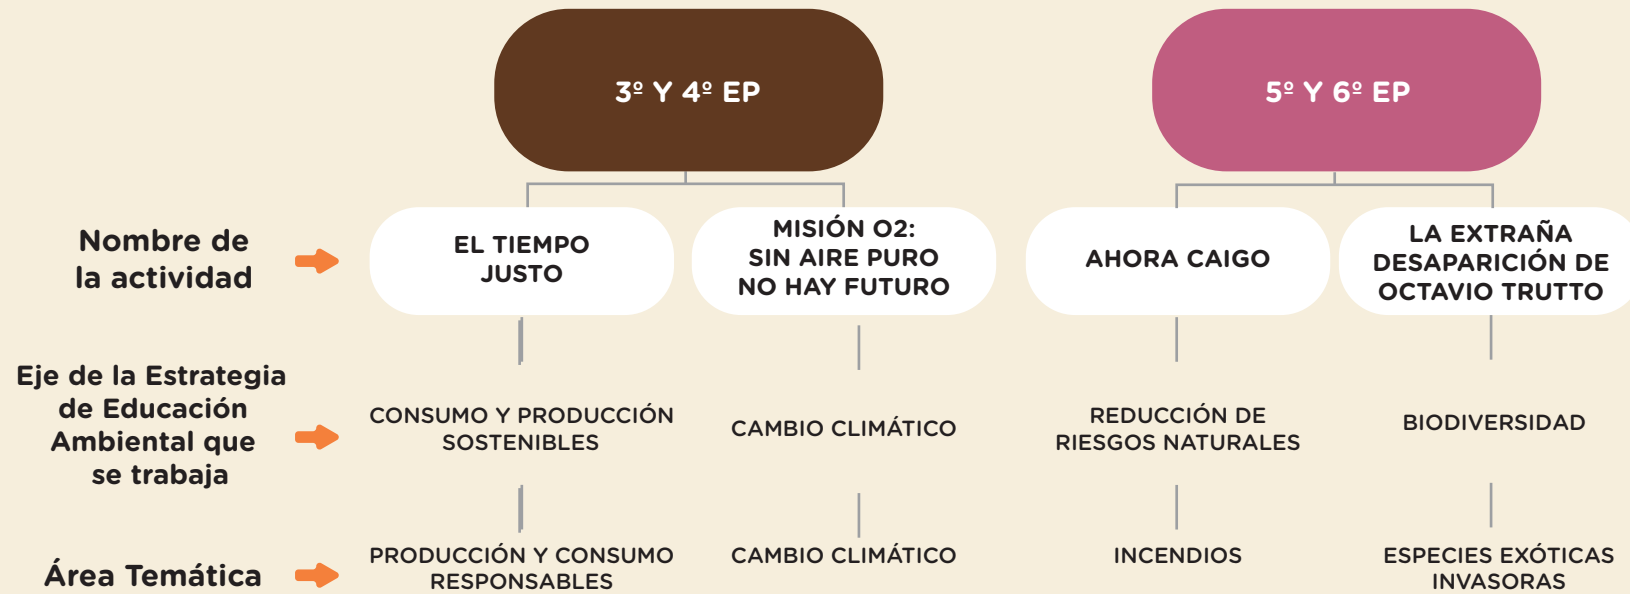 3º Y 4º EP
5º Y 6º EP
Nombre de
la actividad
EL TIEMPO
JUSTO
MISIÓN O2:
SIN AIRE PURO
NO HAY FUTURO
AHORA CAIGO
LA EXTRAÑA
DESAPARICIÓN DE
OCTAVIO TRUTTO
Eje de la Estrategia
de Educación
Ambiental que
se trabaja
CONSUMO Y PRODUCCIÓN
SOSTENIBLES
CAMBIO CLIMÁTICO
REDUCCIÓN DE
RIESGOS NATURALES
BIODIVERSIDAD
Área Temática
PRODUCCIÓN Y CONSUMO
RESPONSABLES
CAMBIO CLIMÁTICO
INCENDIOS
ESPECIES EXÓTICAS
INVASORAS